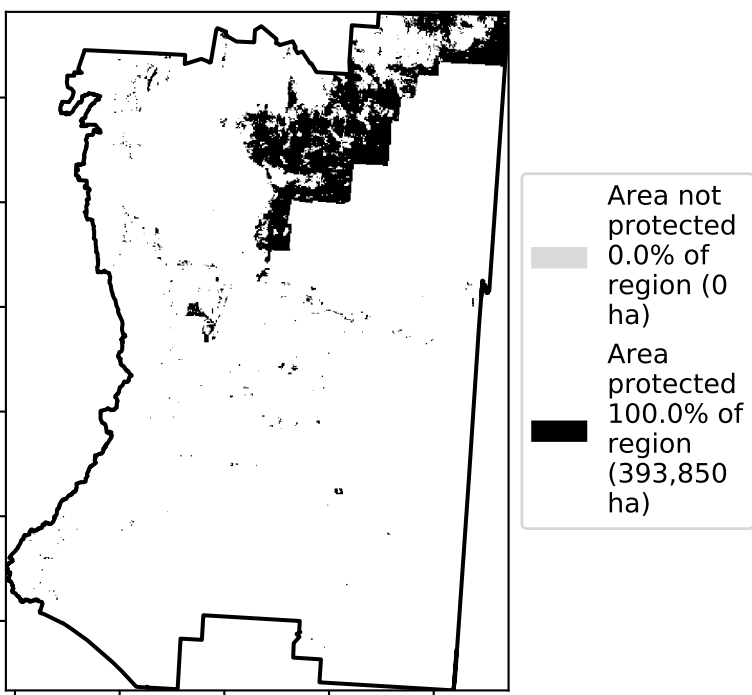 Area not
protected
0.0% of
region (0
ha)
Area
protected
100.0% of
region
(393,850
ha)